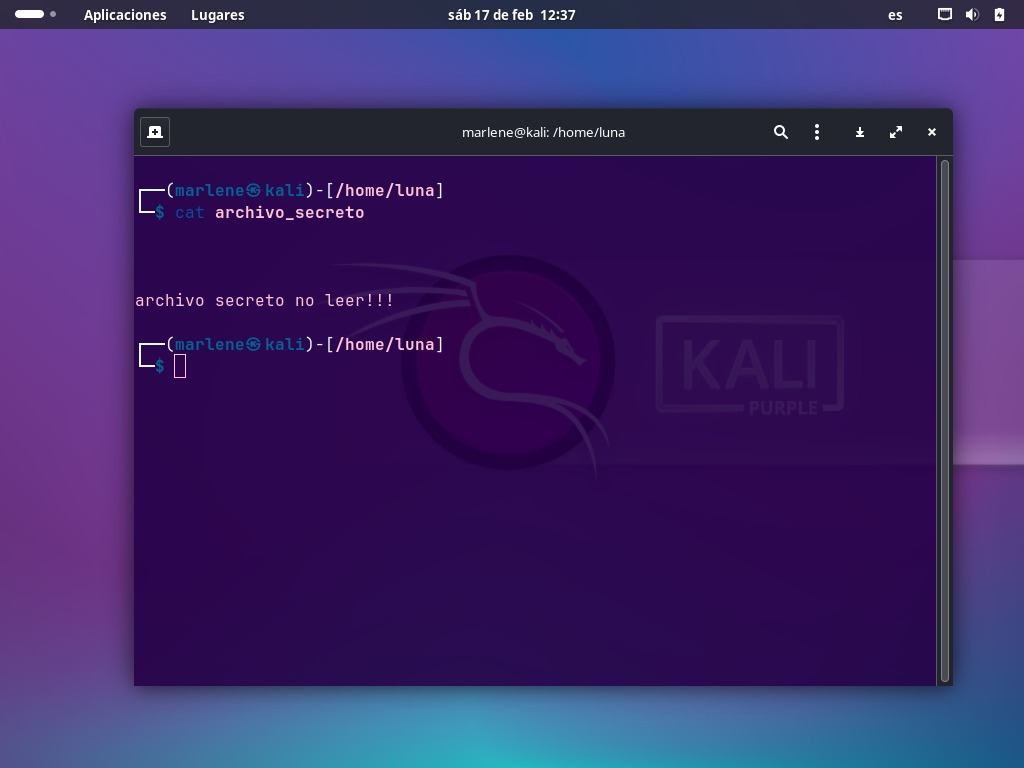 Aplicaciones Lugares sáb 17 de feb 12:37 es
marlene@kali: /home/luna
┌──(marlene㉿kali)-[/home/luna]
└─$ cat archivo_secreto
archivo secreto no leer!!!
┌──(marlene㉿kali)-[/home/luna]
└─$
KALI
PURPLE